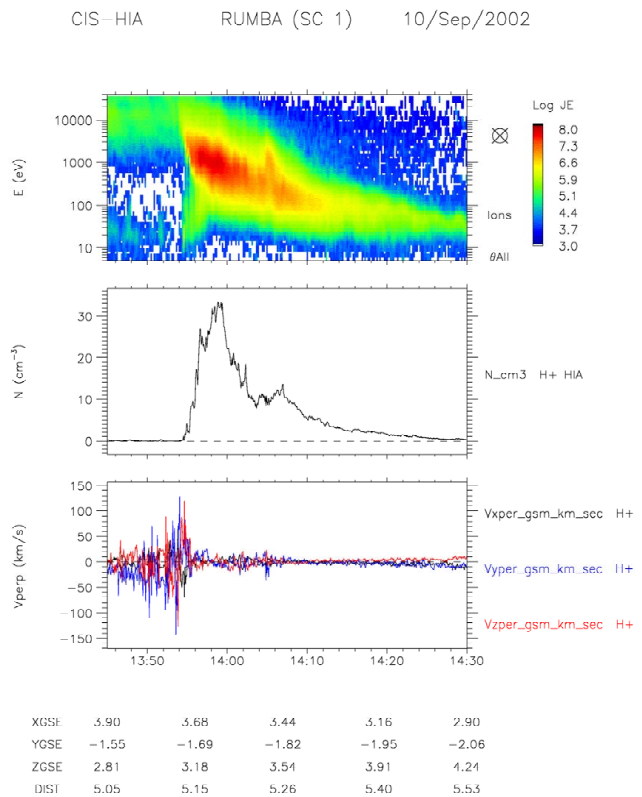 CIS-HIA RUMBA (SC 1) 10/Sep/2002
Log JE
E (eV)
10000
1000
100
10
8.0
7.3
6.6
5.9
5.1
4.4
3.7
3.0
Ions
θAll
N (cm⁻³)
30
20
10
0
N_cm3 H+ HIA
Vperp (km/s)
150
100
50
0
−50
−100
−150
Vxper_gsm_km_sec H+
Vyper_gsm_km_sec H+
Vzper_gsm_km_sec H+
13:50 14:00 14:10 14:20 14:30
XGSE 3.90 3.68 3.44 3.16 2.90
YGSE −1.55 −1.69 −1.82 −1.95 −2.06
ZGSE 2.81 3.18 3.54 3.91 4.24
DIST 5.05 5.15 5.26 5.40 5.53